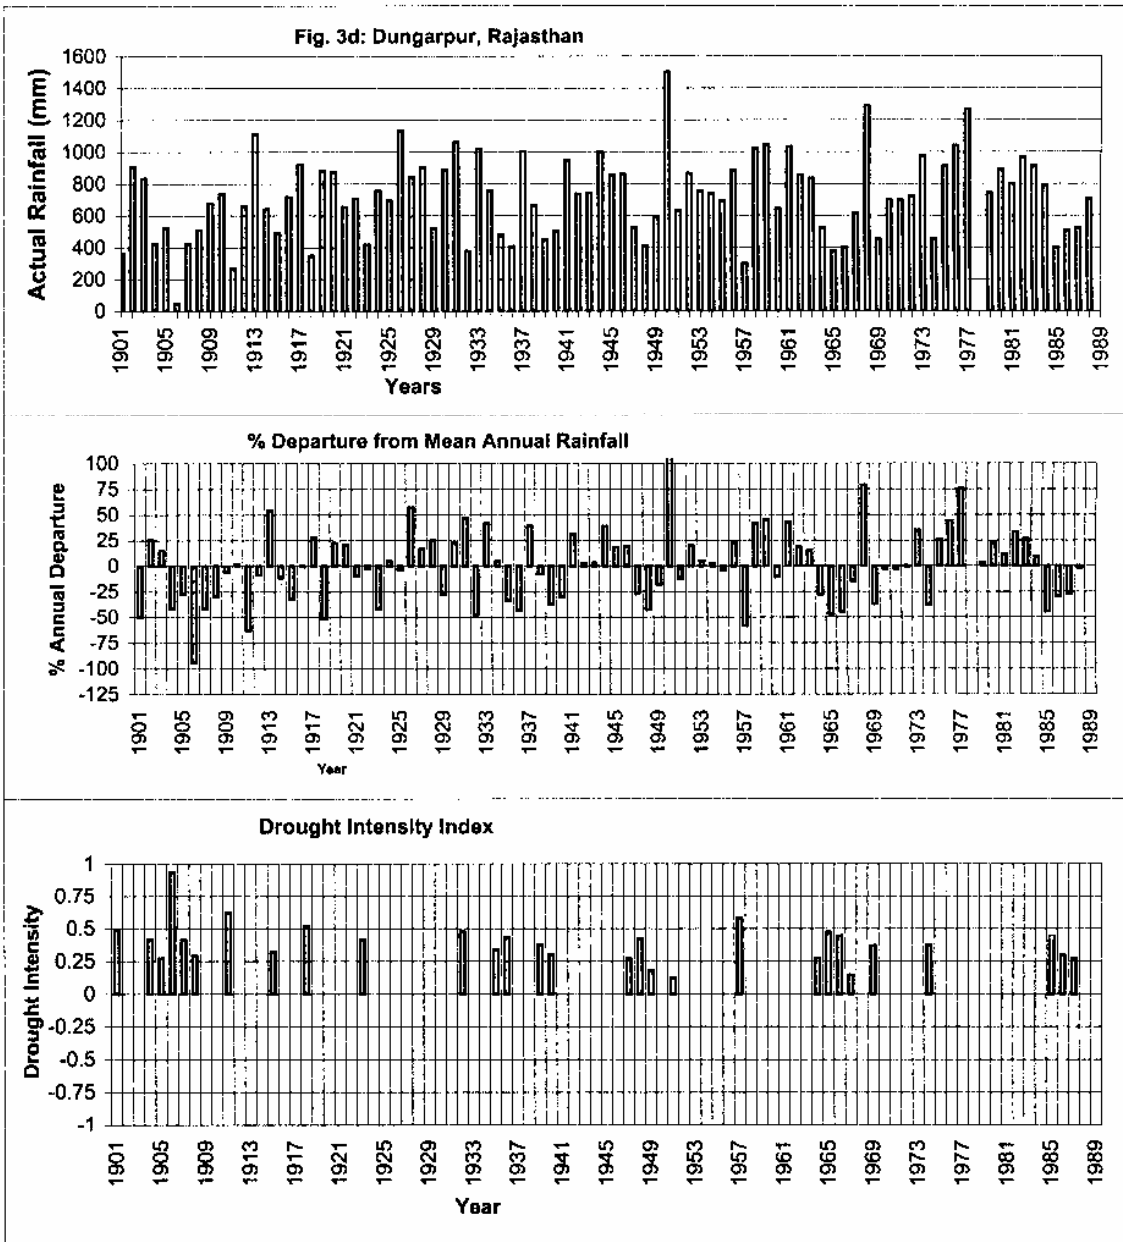 Fig. 3d: Dungarpur, Rajasthan
Actual Rainfall (mm)
1600
1400
1200
1000
800
600
400
200
0
1901 1905 1909 1913 1917 1921 1925 1929 1933 1937 1941 1945 1949 1953 1957 1961 1965 1969 1973 1977 1981 1985 1989
Years
% Departure from Mean Annual Rainfall
% Annual Departure
100
75
50
25
0
-25
-50
-75
-100
-125
1901 1905 1909 1913 1917 1921 1925 1929 1933 1937 1941 1945 1949 1953 1957 1961 1965 1969 1973 1977 1981 1985 1989
Year
Drought Intensity Index
Drought Intensity
1
0.75
0.5
0.25
0
-0.25
-0.5
-0.75
-1
1901 1905 1909 1913 1917 1921 1925 1929 1933 1937 1941 1945 1949 1953 1957 1961 1965 1969 1973 1977 1981 1985 1989
Year